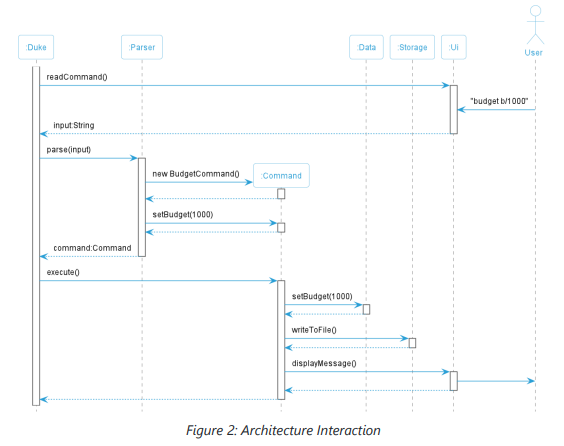 :Duke :Parser :Data :Storage :Ui User
readCommand()
"budget b/1000"
input:String
parse(input)
new BudgetCommand() :Command
setBudget(1000)
command:Command
execute()
setBudget(1000)
writeToFile()
displayMessage()
Figure 2: Architecture Interaction